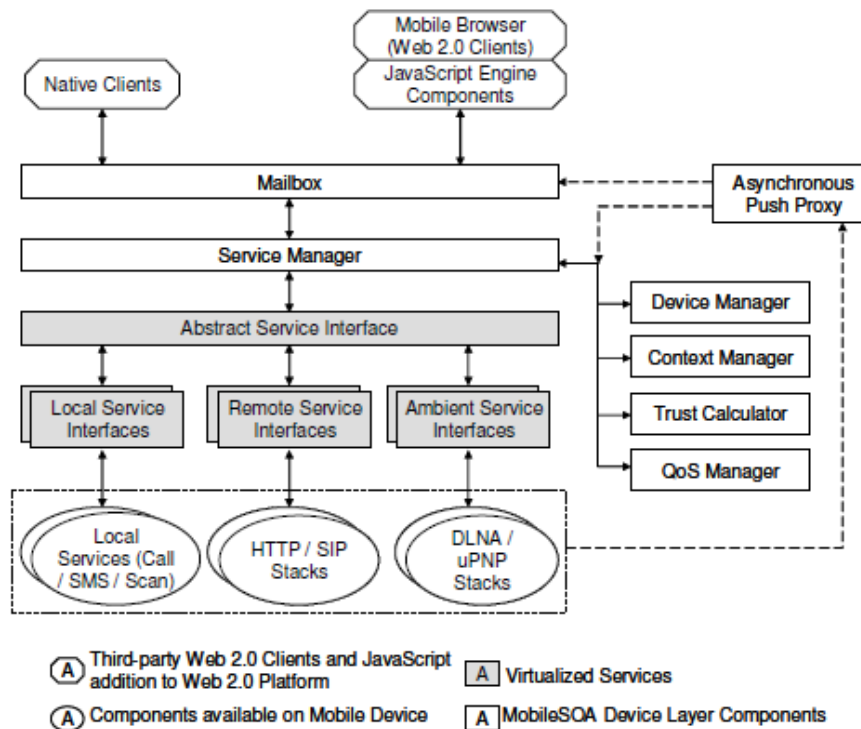 Mobile Browser
(Web 2.0 Clients)
Native Clients
JavaScript Engine
Components
Mailbox
Asynchronous
Push Proxy
Service Manager
Device Manager
Abstract Service Interface
Context Manager
Local Service
Interfaces
Remote Service
Interfaces
Ambient Service
Interfaces
Trust Calculator
QoS Manager
Local
Services (Call
/ SMS / Scan)
HTTP / SIP
Stacks
DLNA /
uPNP
Stacks
A Third-party Web 2.0 Clients and JavaScript
addition to Web 2.0 Platform
A Virtualized Services
A Components available on Mobile Device
A MobileSOA Device Layer Components